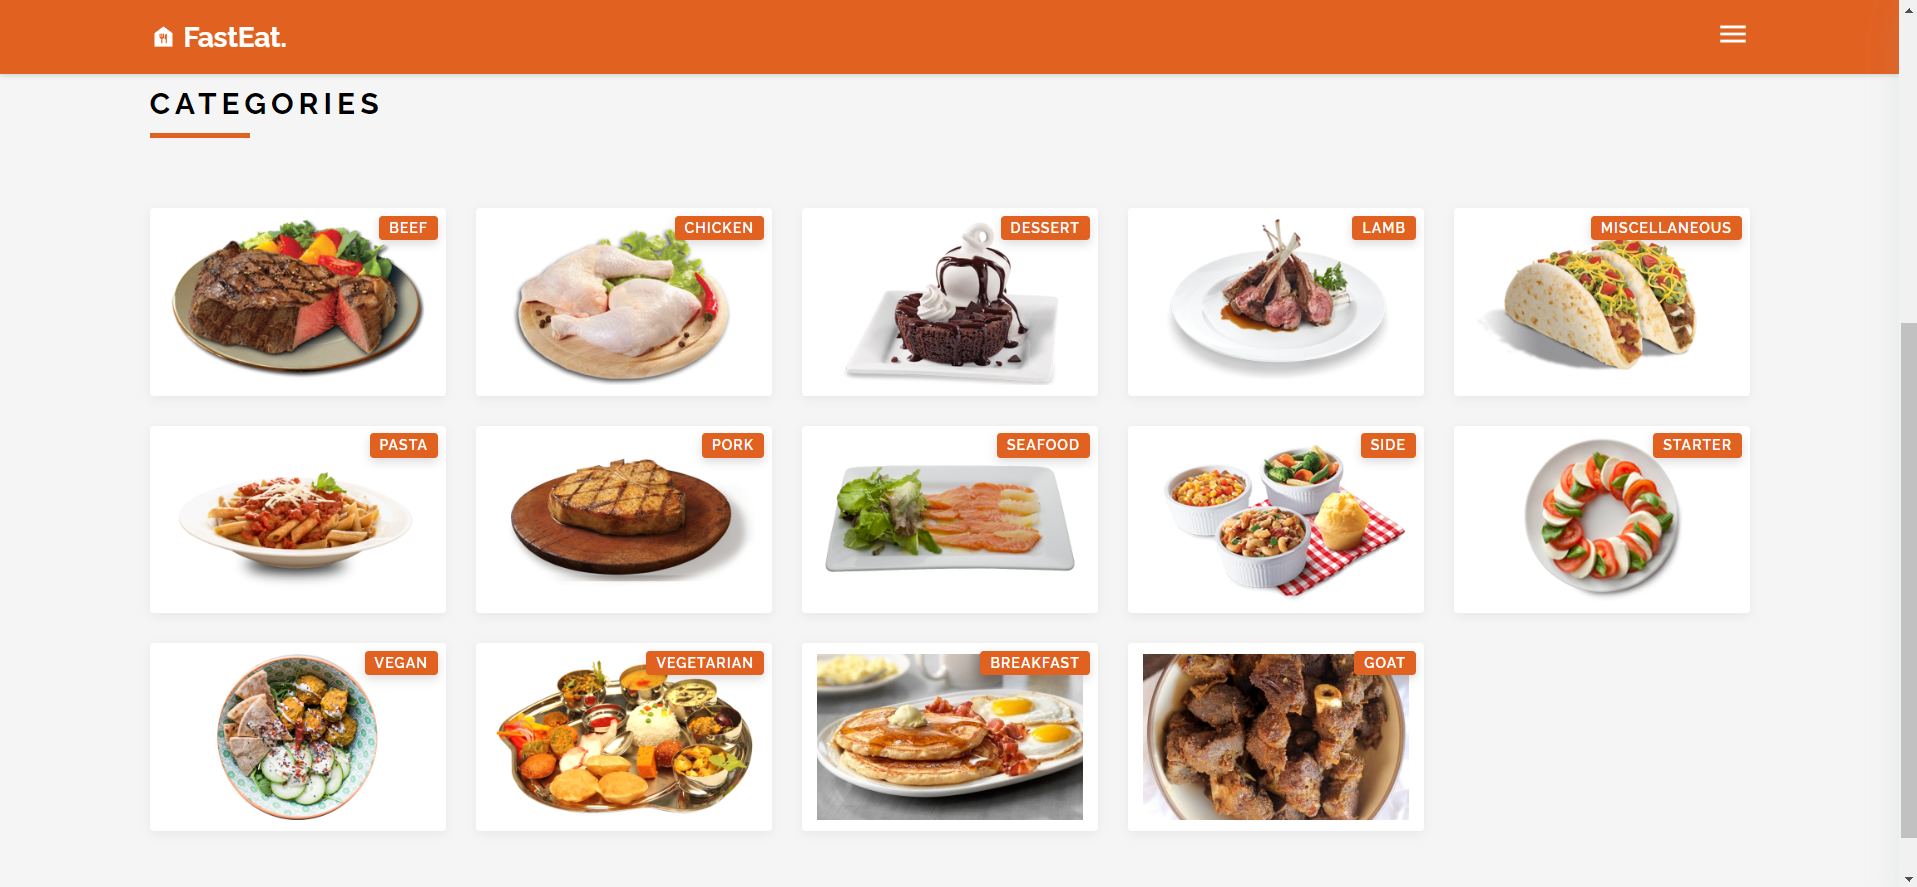 FastEat.
CATEGORIES
BEEF
CHICKEN
DESSERT
LAMB
MISCELLANEOUS
PASTA
PORK
SEAFOOD
SIDE
STARTER
VEGAN
VEGETARIAN
BREAKFAST
GOAT